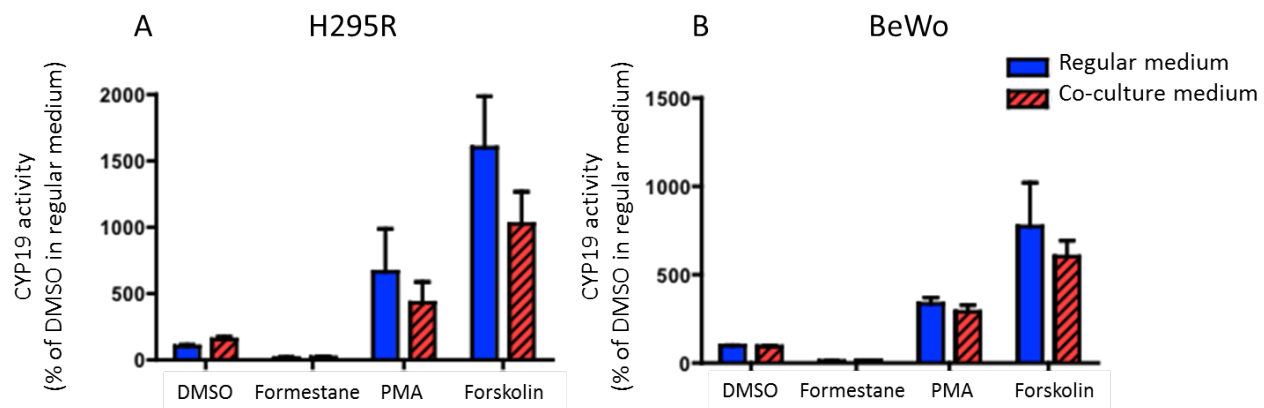 A H295R
CYP19 activity
(% of DMSO in regular medium)
2000
1500
1000
500
0
DMSO Formestane PMA Forskolin
B BeWo
Regular medium
Co-culture medium
CYP19 activity
(% of DMSO in regular medium)
1500
1000
500
0
DMSO Formestane PMA Forskolin